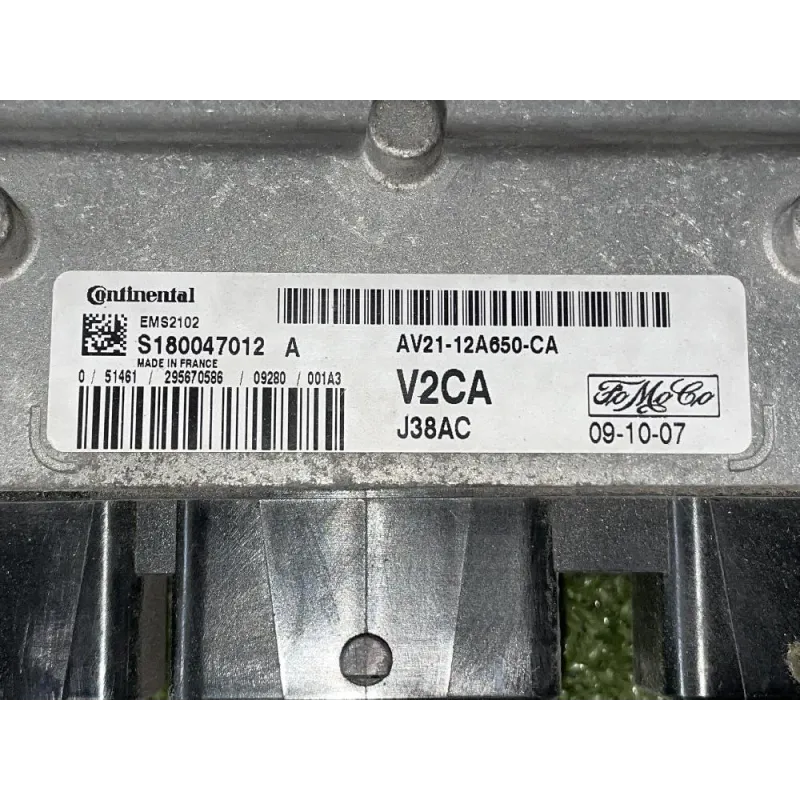 Continental
EMS2102
S180047012 A
MADE IN FRANCE
0 / 51461 / 295670586 / 09280 / 001A3
AV21-12A650-CA
V2CA
J38AC
FoMoCo
09-10-07